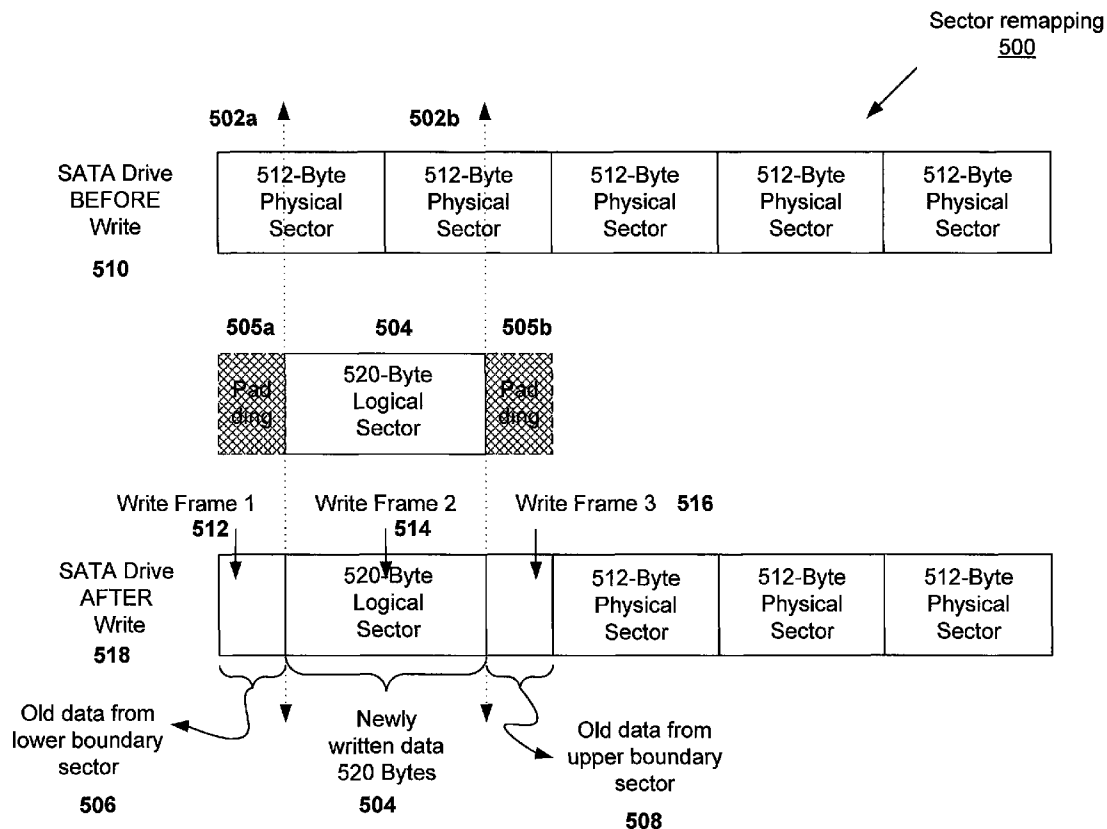 Sector remapping
500
502a
502b
SATA Drive
BEFORE
Write
510
512-Byte
Physical
Sector
512-Byte
Physical
Sector
512-Byte
Physical
Sector
512-Byte
Physical
Sector
512-Byte
Physical
Sector
505a
504
505b
Pad
ding
520-Byte
Logical
Sector
Pad
ding
Write Frame 1
512
Write Frame 2
514
Write Frame 3 516
SATA Drive
AFTER
Write
518
520-Byte
Logical
Sector
512-Byte
Physical
Sector
512-Byte
Physical
Sector
512-Byte
Physical
Sector
Old data from
lower boundary
sector
506
Newly
written data
520 Bytes
504
Old data from
upper boundary
sector
508